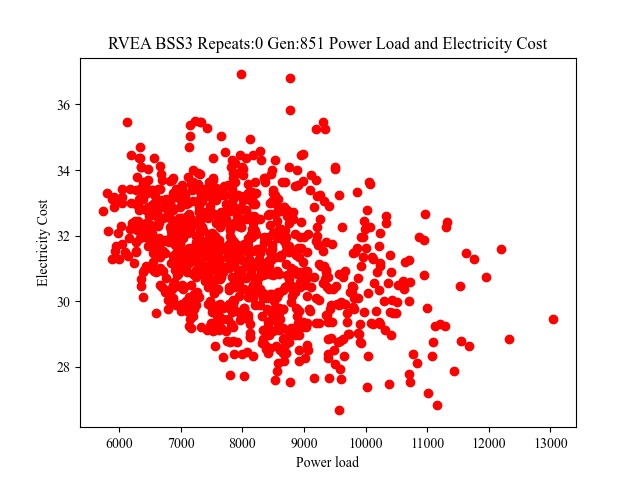 RVEA BSS3 Repeats:0 Gen:851 Power Load and Electricity Cost
36
34
32
30
28
Electricity Cost
6000 7000 8000 9000 10000 11000 12000 13000
Power load